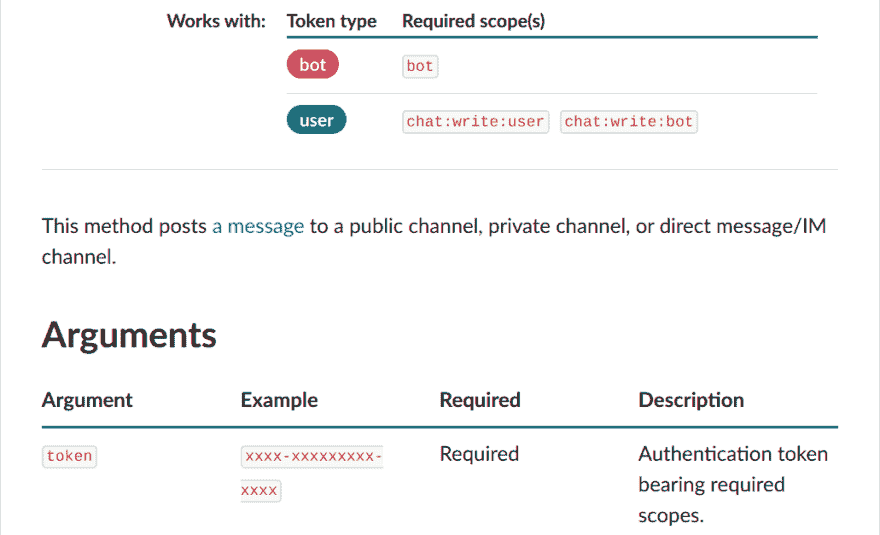 Works with: Token type Required scope(s)
bot bot
user chat:write:user chat:write:bot
This method posts a message to a public channel, private channel, or direct message/IM
channel.
Arguments
Argument Example Required Description
token xxxx-xxxxxxxxx- Required Authentication token
xxxx bearing required
scopes.